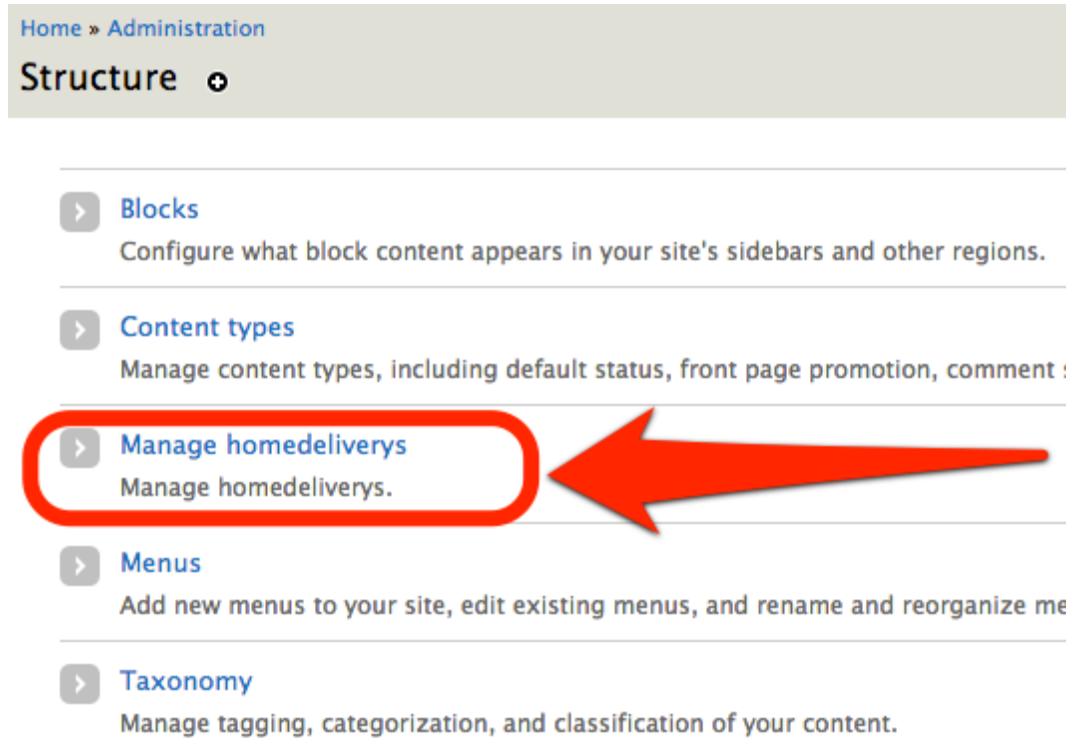 Home » Administration
Structure
Blocks
Configure what block content appears in your site's sidebars and other regions.
Content types
Manage content types, including default status, front page promotion, comment
Manage homedeliverys
Manage homedeliverys.
Menus
Add new menus to your site, edit existing menus, and rename and reorganize
Taxonomy
Manage tagging, categorization, and classification of your content.